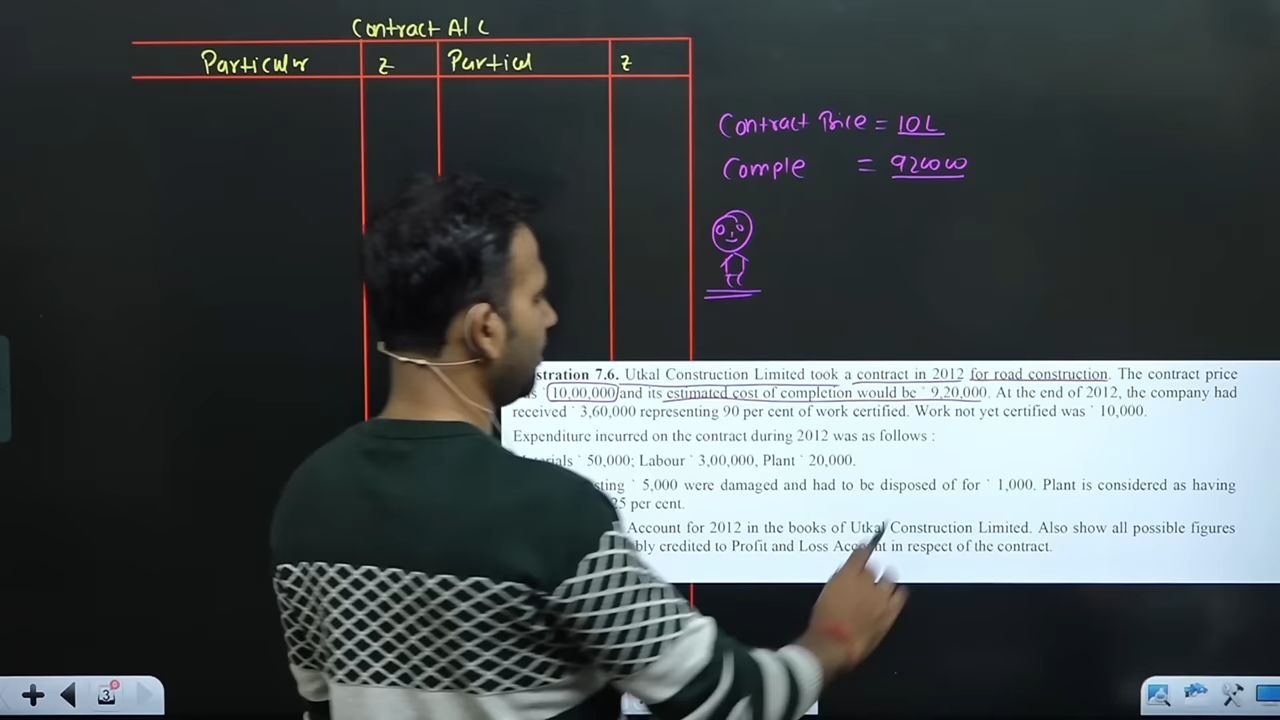 Contract A/C
Particular ₹ Particul ₹
Contract Price = 10L
Comple = 920000
stration 7.6. Utkal Construction Limited took a contract in 2012 for road construction. The contract price
as ` 10,00,000 and its estimated cost of completion would be ` 9,20,000. At the end of 2012, the company had
received ` 3,60,000 representing 90 per cent of work certified. Work not yet certified was ` 10,000.
Expenditure incurred on the contract during 2012 was as follows :
rials ` 50,000; Labour ` 3,00,000, Plant ` 20,000.
sting ` 5,000 were damaged and had to be disposed of for ` 1,000. Plant is considered as having
25 per cent.
Account for 2012 in the books of Utkal Construction Limited. Also show all possible figures
bly credited to Profit and Loss Account in respect of the contract.
3